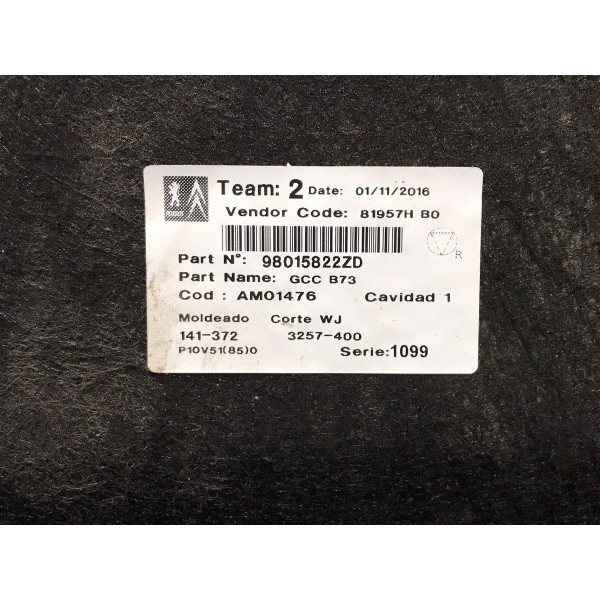 Team: 2 Date: 01/11/2016
Vendor Code: 81957H B0
Part N°: 98015822ZD
R
Part Name: GCC B73
Cod : AM01476 Cavidad 1
Moldeado Corte WJ
141-372 3257-400
P10V51(85)0 Serie:1099